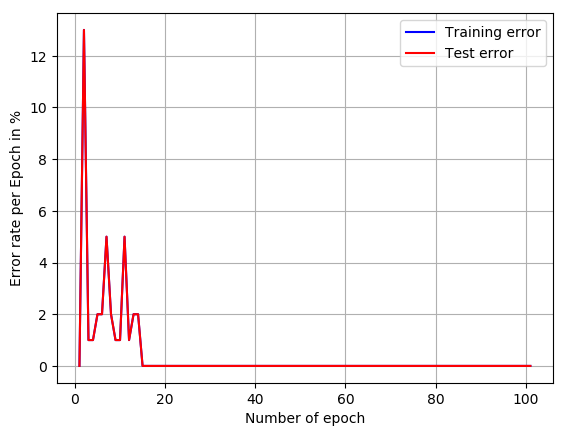 Training error
Test error
12
10
8
6
4
2
0
Error rate per Epoch in %
0 20 40 60 80 100
Number of epoch